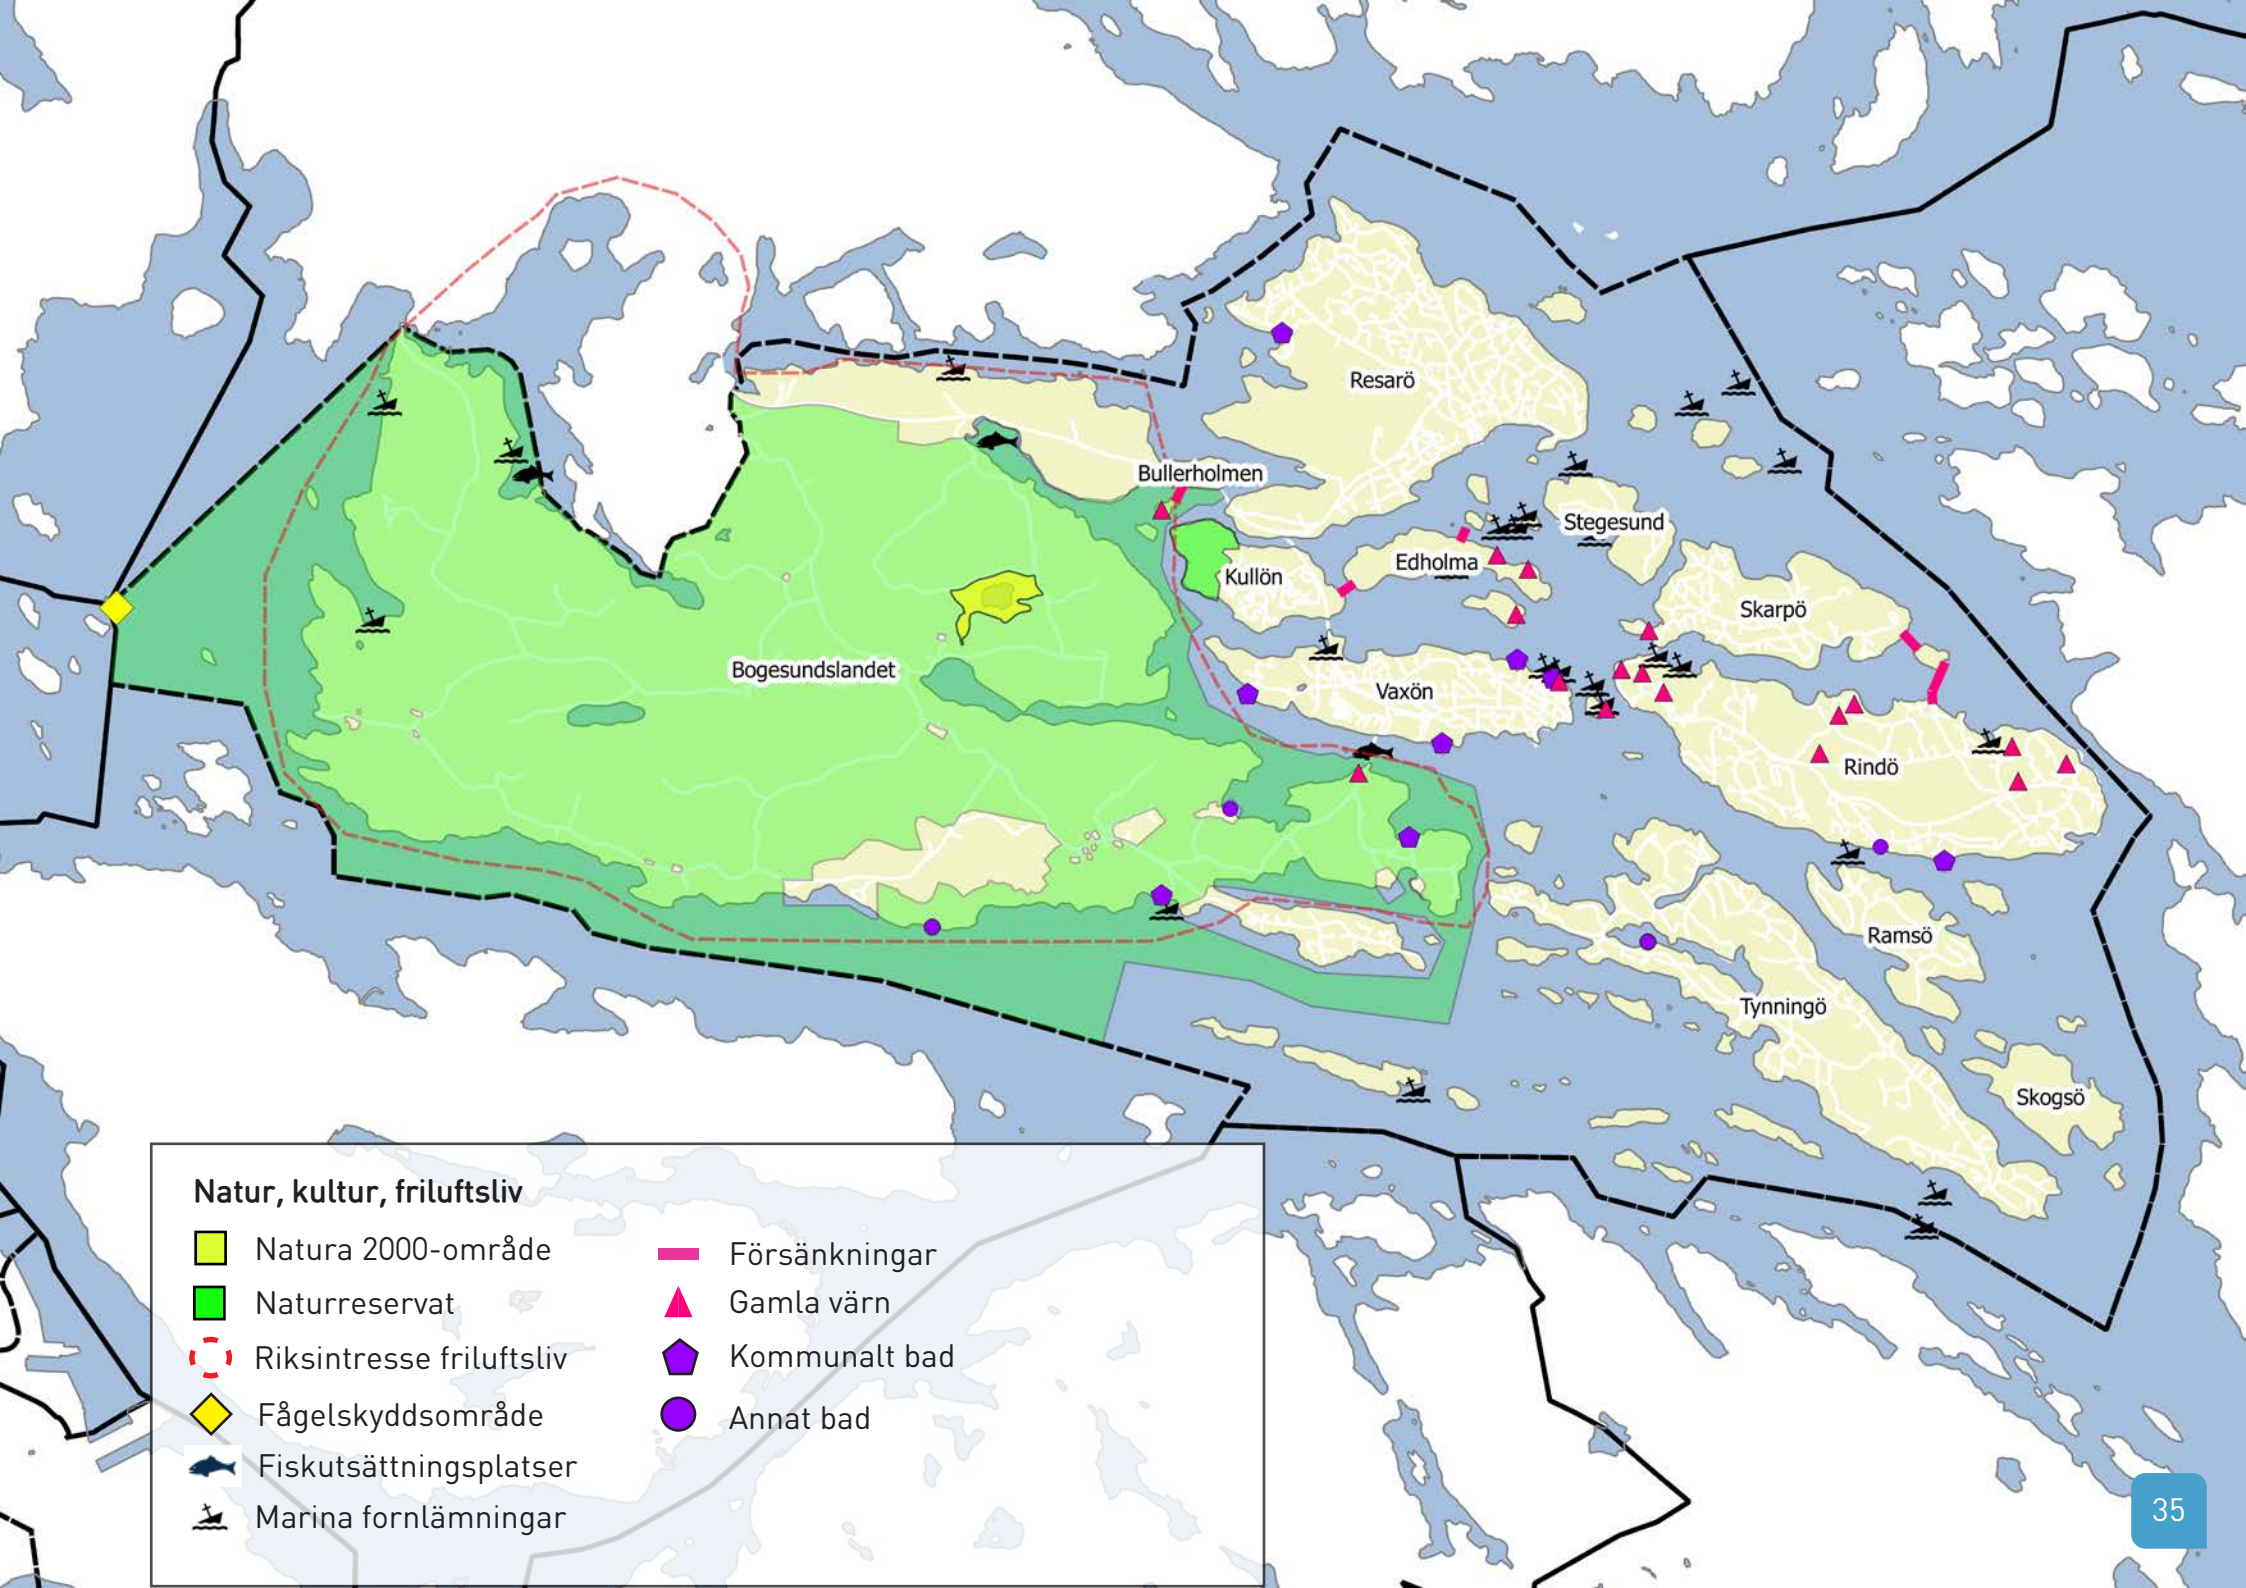 Resarö
Bullerholmen
Stegesund
Edholma
Kullön
Skarpö
Bogesundslandet
Vaxön
Rindö
Ramsö
Tynningö
Skogsö
Natur, kultur, friluftsliv
Natura 2000-område
Naturreservat
Riksintresse friluftsliv
Fågelskyddsområde
Fiskutsättningsplatser
Marina fornlämningar
Försänkningar
Gamla värn
Kommunalt bad
Annat bad
35